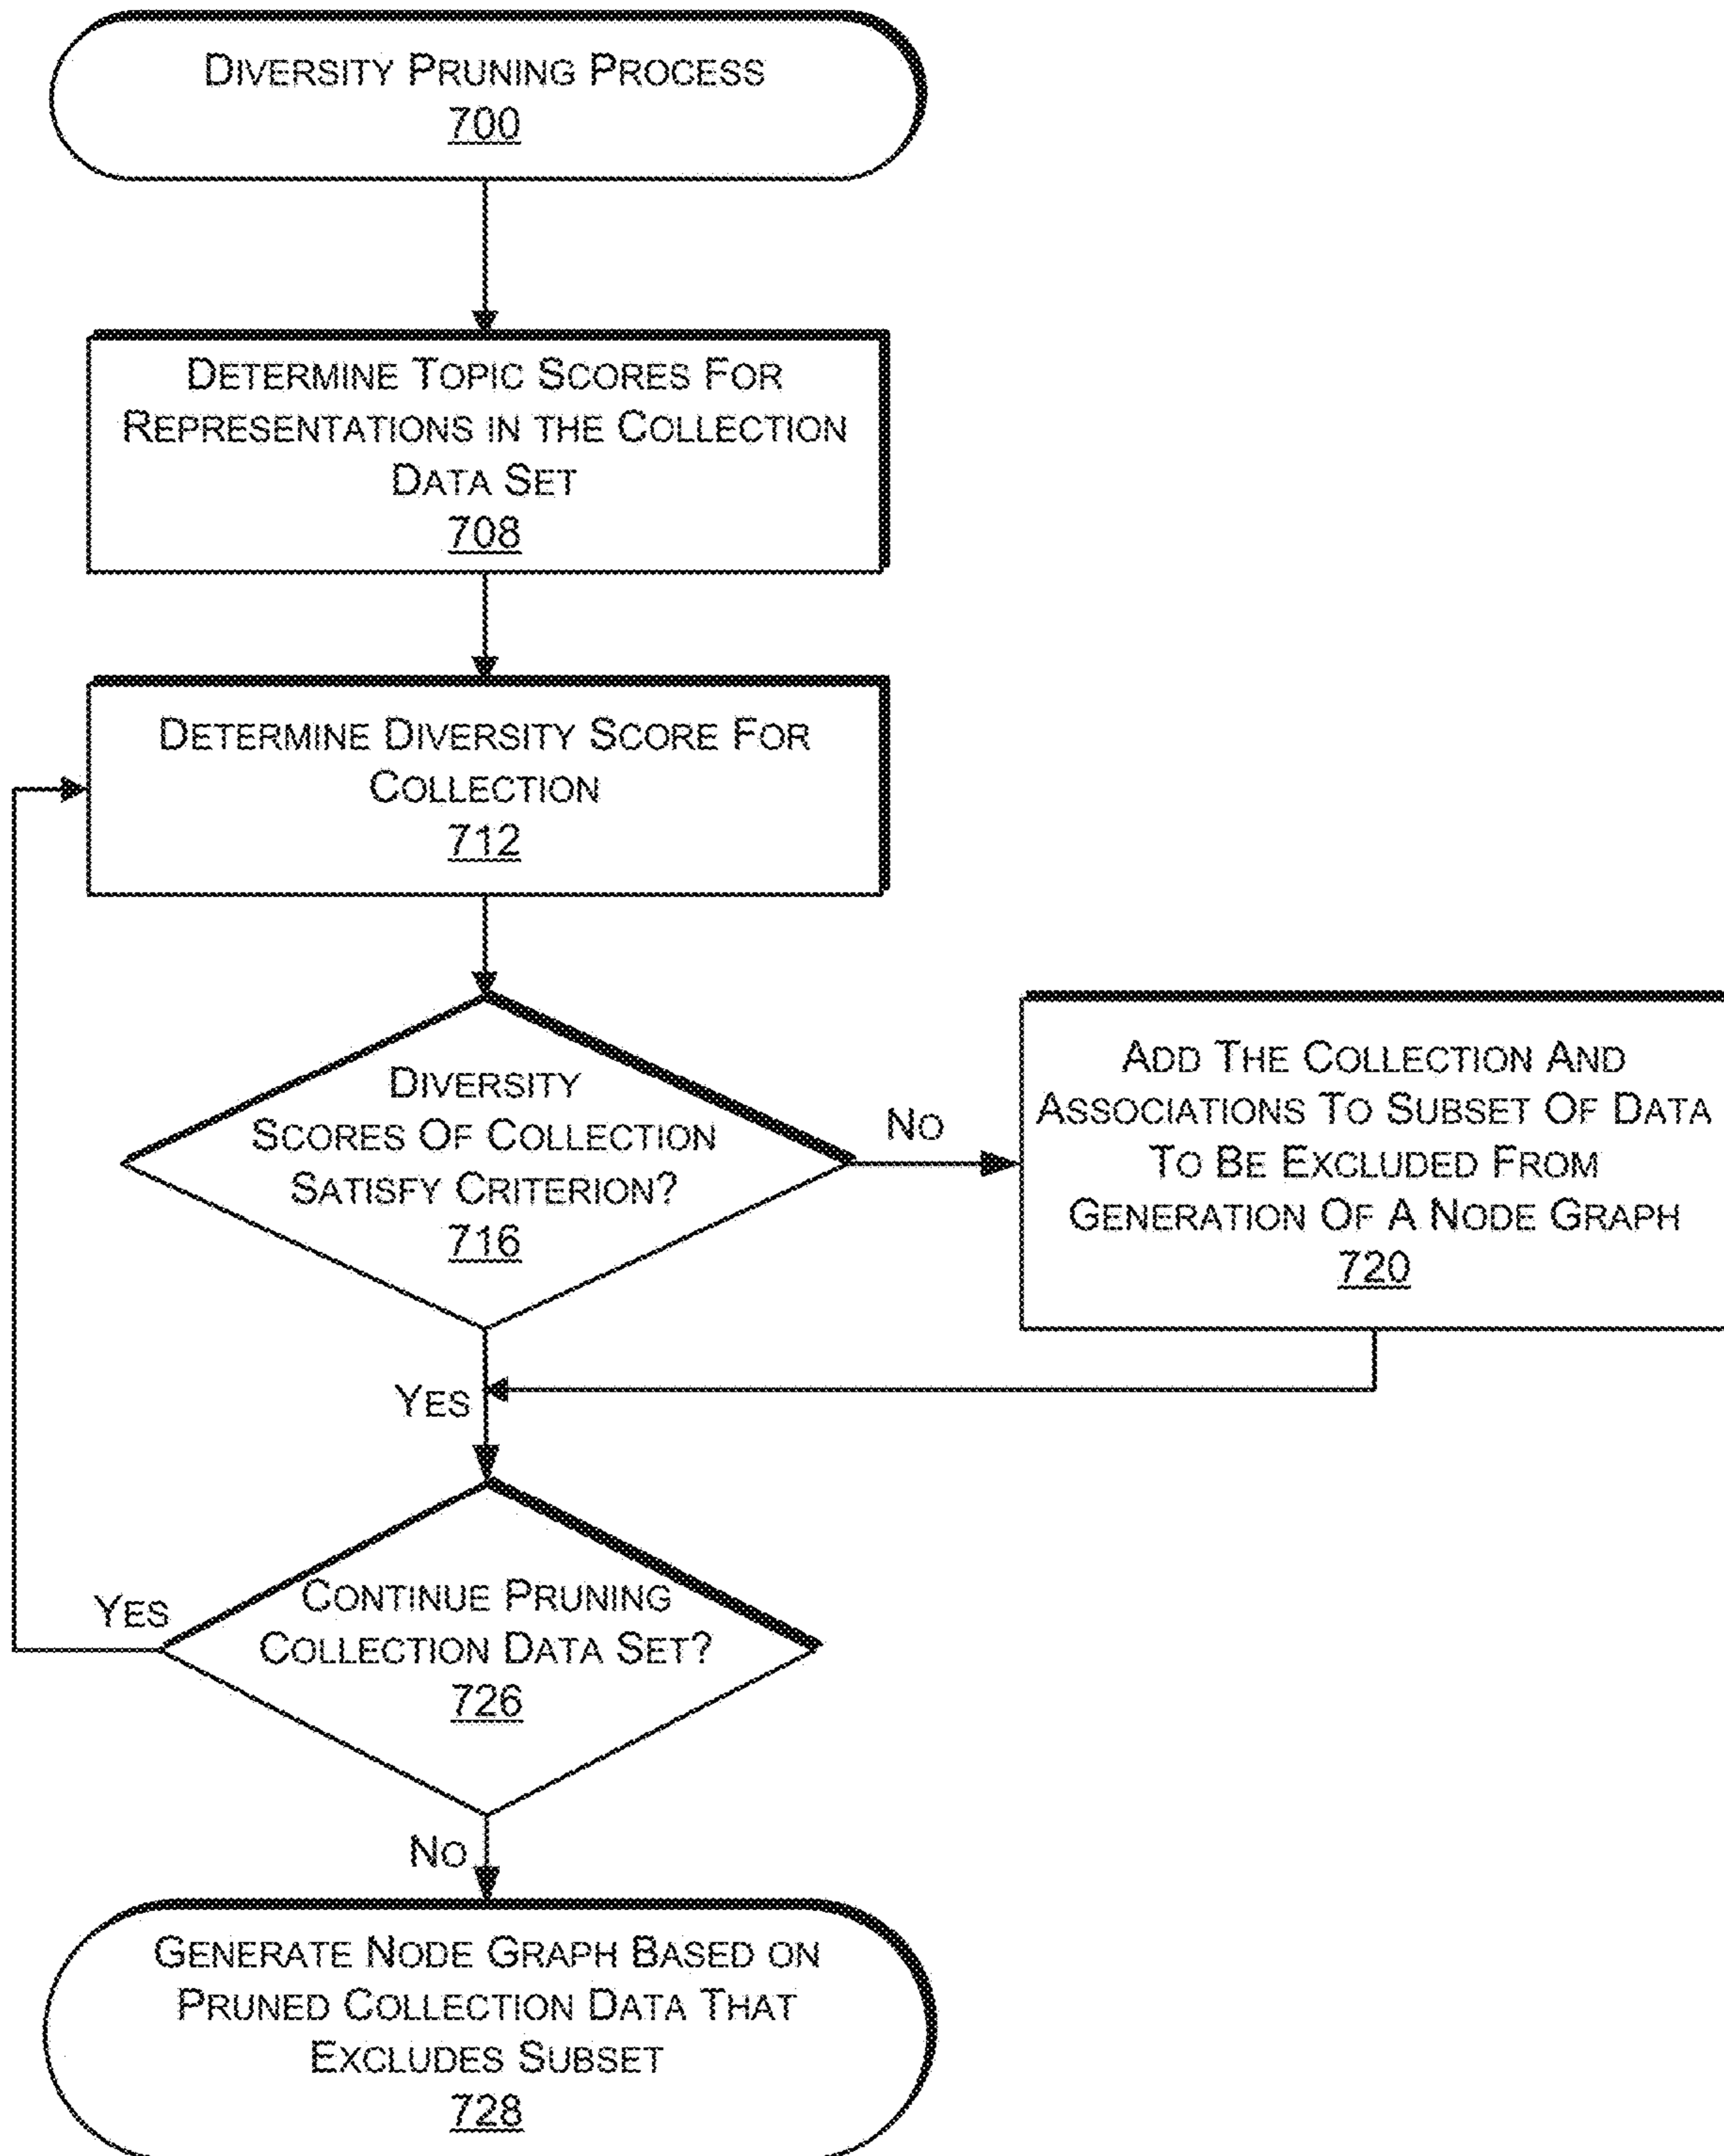 DIVERSITY PRUNING PROCESS
700
DETERMINE TOPIC SCORES FOR
REPRESENTATIONS IN THE COLLECTION
DATA SET
708
DETERMINE DIVERSITY SCORE FOR
COLLECTION
712
DIVERSITY
SCORES OF COLLECTION
SATISFY CRITERION?
716
NO
ADD THE COLLECTION AND
ASSOCIATIONS TO SUBSET OF DATA
TO BE EXCLUDED FROM
GENERATION OF A NODE GRAPH
720
YES
CONTINUE PRUNING
COLLECTION DATA SET?
726
YES
NO
GENERATE NODE GRAPH BASED ON
PRUNED COLLECTION DATA THAT
EXCLUDES SUBSET
728